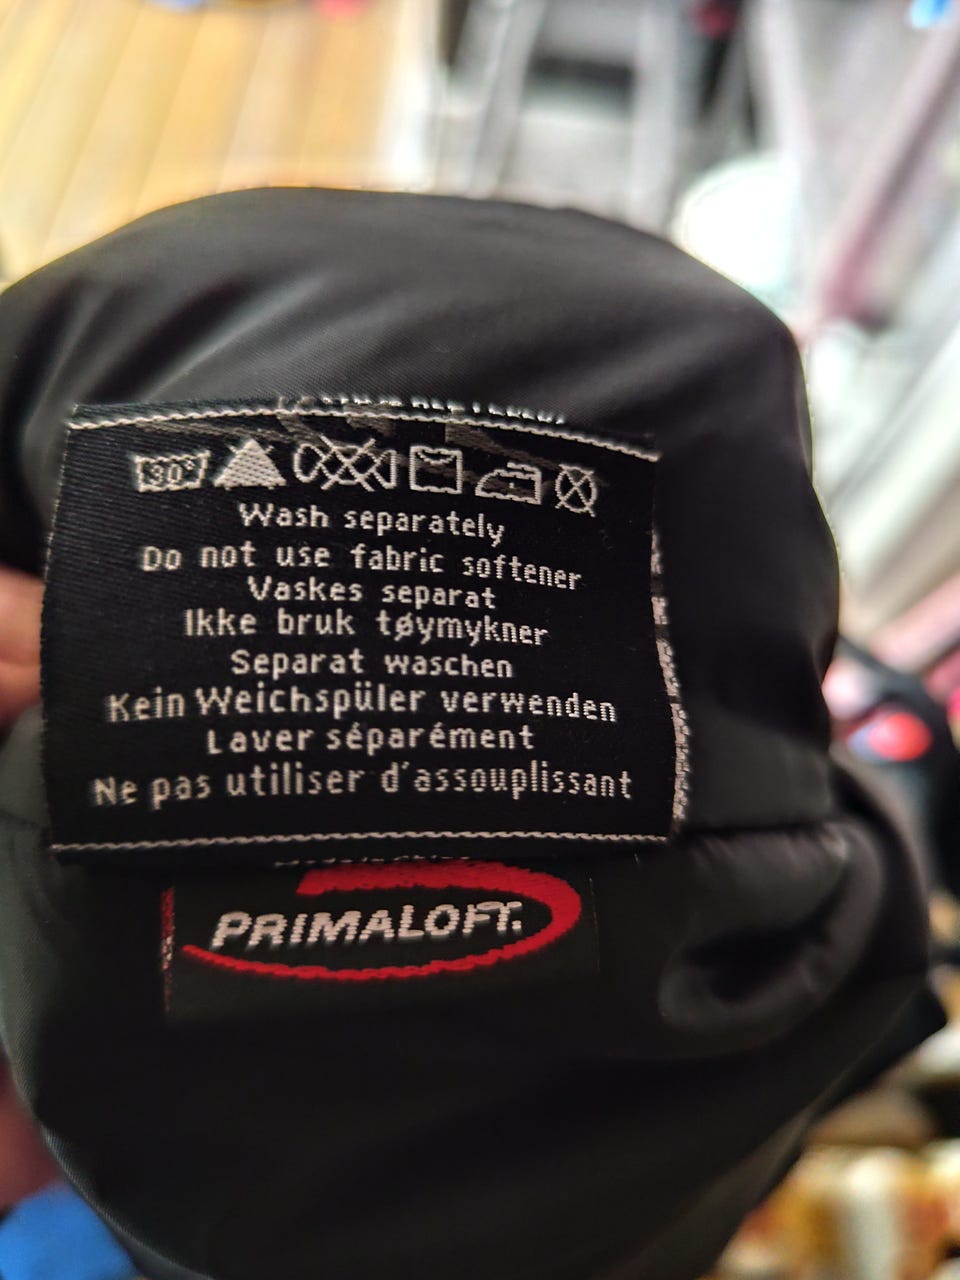 30°
Wash separately
Do not use fabric softener
Vaskes separat
Ikke bruk tøymykner
Separat waschen
Kein Weichspüler verwenden
Laver séparément
Ne pas utiliser d'assouplissant
PRIMALOFT.